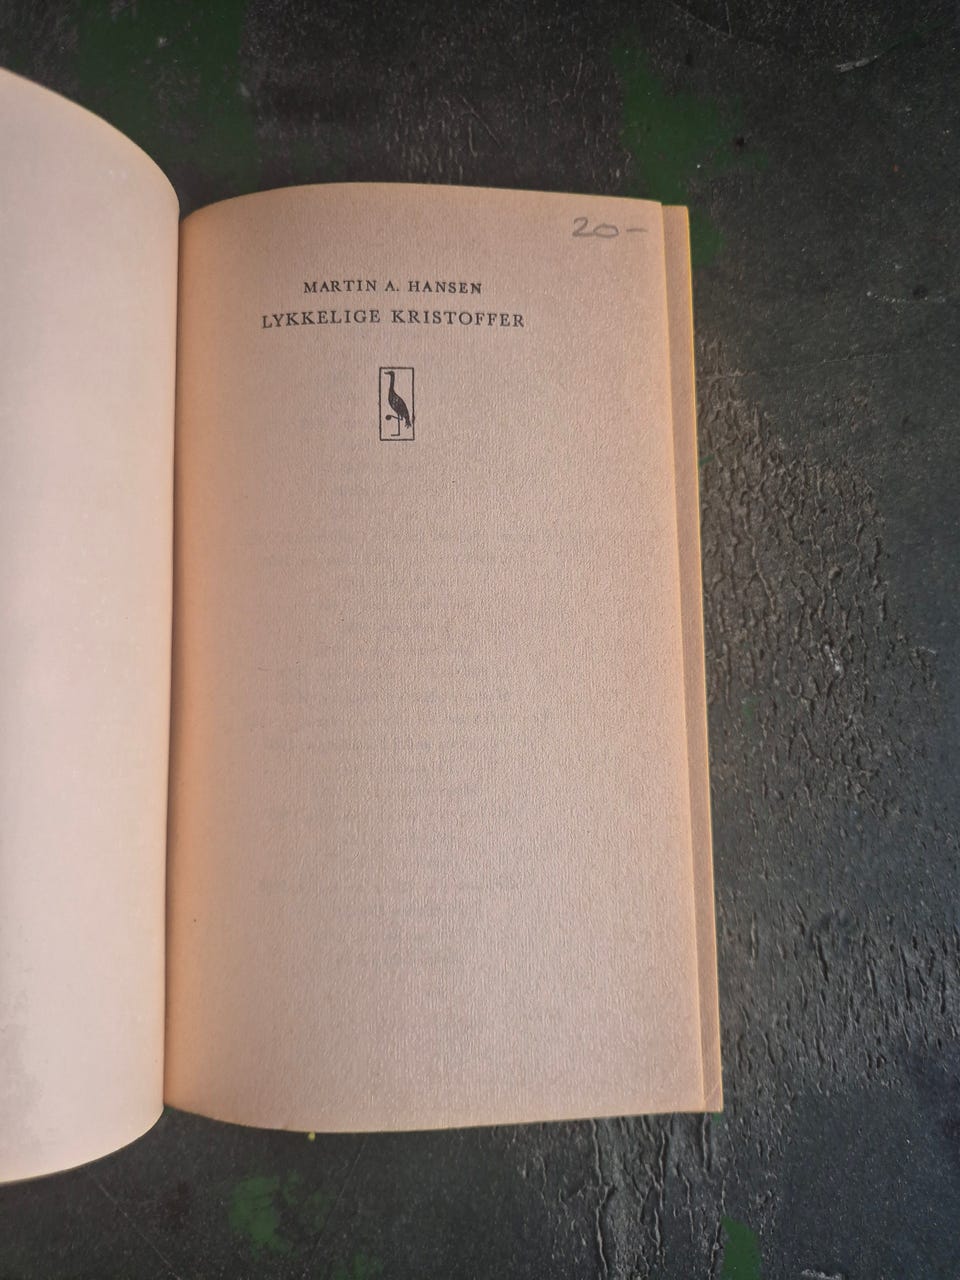 20-
MARTIN A. HANSEN
LYKKELIGE KRISTOFFER